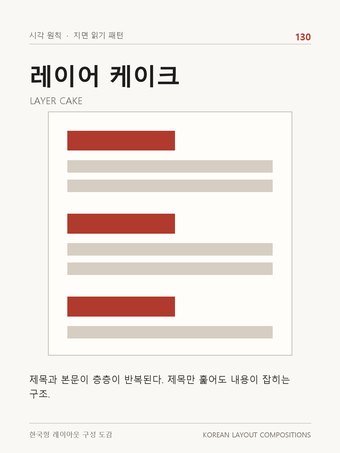 시각 원칙 · 지면 읽기 패턴
130
레이어 케이크
LAYER CAKE
제목과 본문이 층층이 반복된다. 제목만 훑어도 내용이 잡히는
구조.
한국형 레이아웃 구성 도감
KOREAN LAYOUT COMPOSITIONS